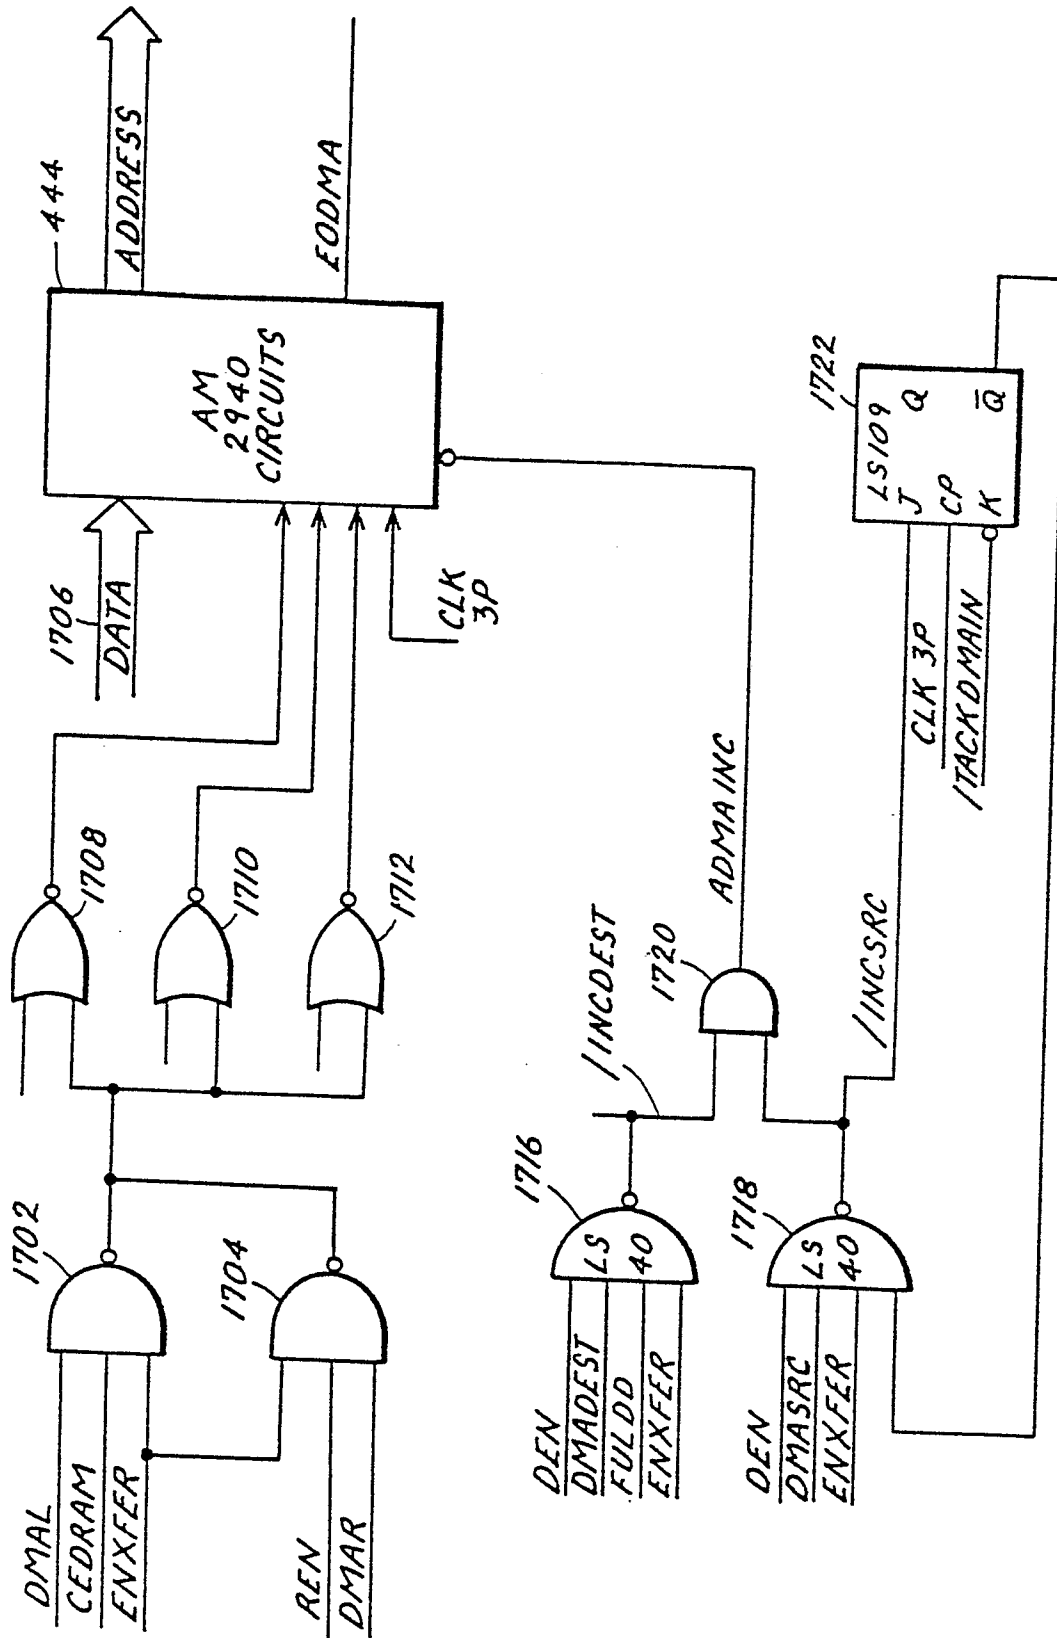 DMAL
CEDRAM
ENXFER
REN
DMAR
1702
1704
1708
1710
1712
1706
DATA
CLK
3P
AM
2940
CIRCUITS
444
ADDRESS
EODMA
DEN
DMADEST
FULDD
ENXFER
1716
LS
40
/INCDEST
DEN
DMASRC
ENXFER
1718
LS
40
1720
ADMAINC
/INCSRC
CLK 3P
/TACKDMAIN
1722
LS109
J Q
CP
K Q̅